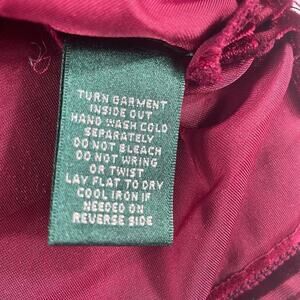 TURN GARMENT
INSIDE OUT
HAND WASH COLD
SEPARATELY
DO NOT BLEACH
DO NOT WRING
OR TWIST
LAY FLAT TO DRY
COOL IRON IF
NEEDED ON
REVERSE SIDE